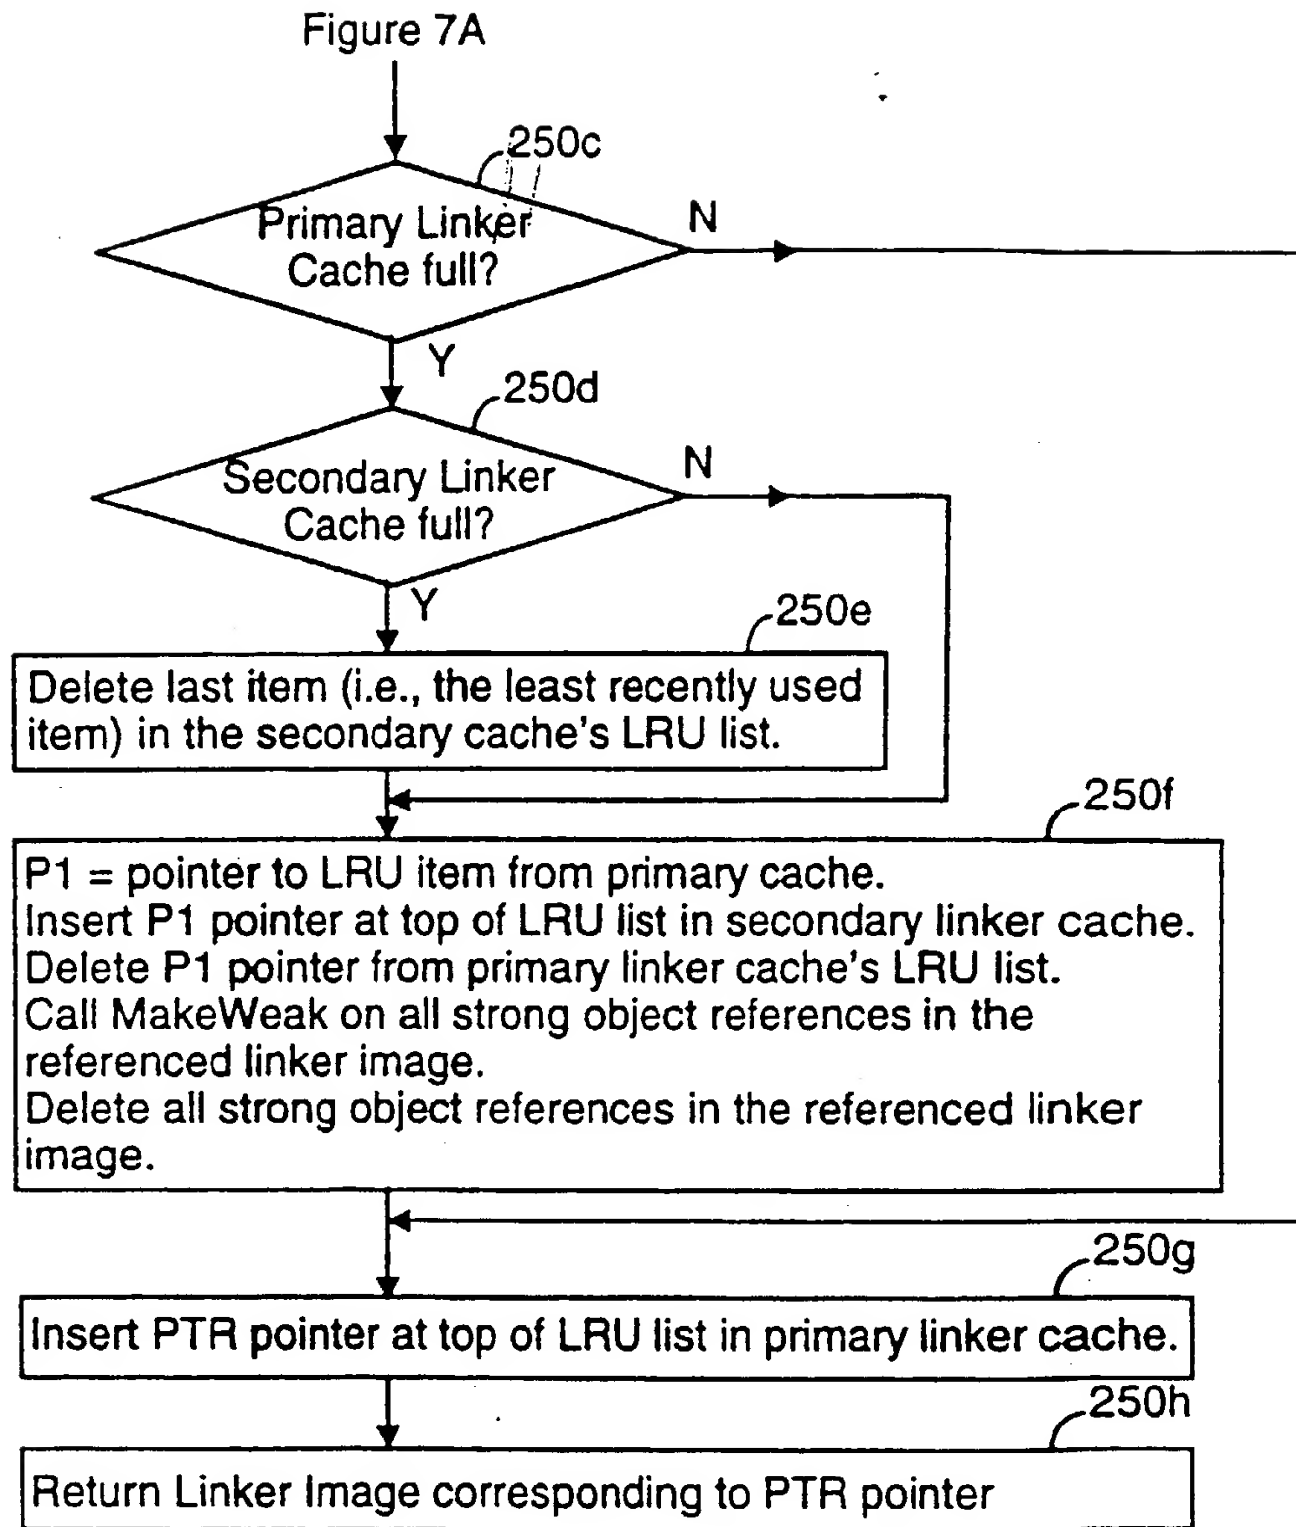 Figure 7A
250c
Primary Linker
Cache full?
N
Y
250d
Secondary Linker
Cache full?
N
Y
250e
Delete last item (i.e., the least recently used
item) in the secondary cache's LRU list.
250f
P1 = pointer to LRU item from primary cache.
Insert P1 pointer at top of LRU list in secondary linker cache.
Delete P1 pointer from primary linker cache's LRU list.
Call MakeWeak on all strong object references in the
referenced linker image.
Delete all strong object references in the referenced linker
image.
250g
Insert PTR pointer at top of LRU list in primary linker cache.
250h
Return Linker Image corresponding to PTR pointer